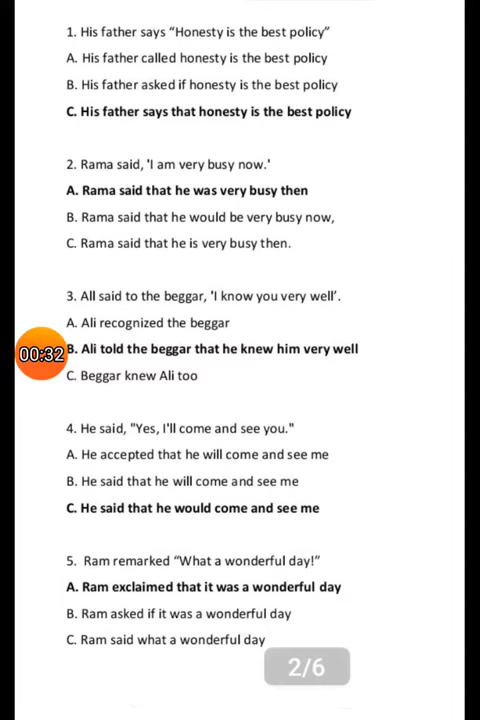 1. His father says “Honesty is the best policy”
A. His father called honesty is the best policy
B. His father asked if honesty is the best policy
C. His father says that honesty is the best policy
2. Rama said, 'I am very busy now.'
A. Rama said that he was very busy then
B. Rama said that he would be very busy now,
C. Rama said that he is very busy then.
3. All said to the beggar, 'I know you very well’.
A. Ali recognized the beggar
00:32 B. Ali told the beggar that he knew him very well
C. Beggar knew Ali too
4. He said, "Yes, I'll come and see you."
A. He accepted that he will come and see me
B. He said that he will come and see me
C. He said that he would come and see me
5. Ram remarked “What a wonderful day!”
A. Ram exclaimed that it was a wonderful day
B. Ram asked if it was a wonderful day
C. Ram said what a wonderful day
2/6